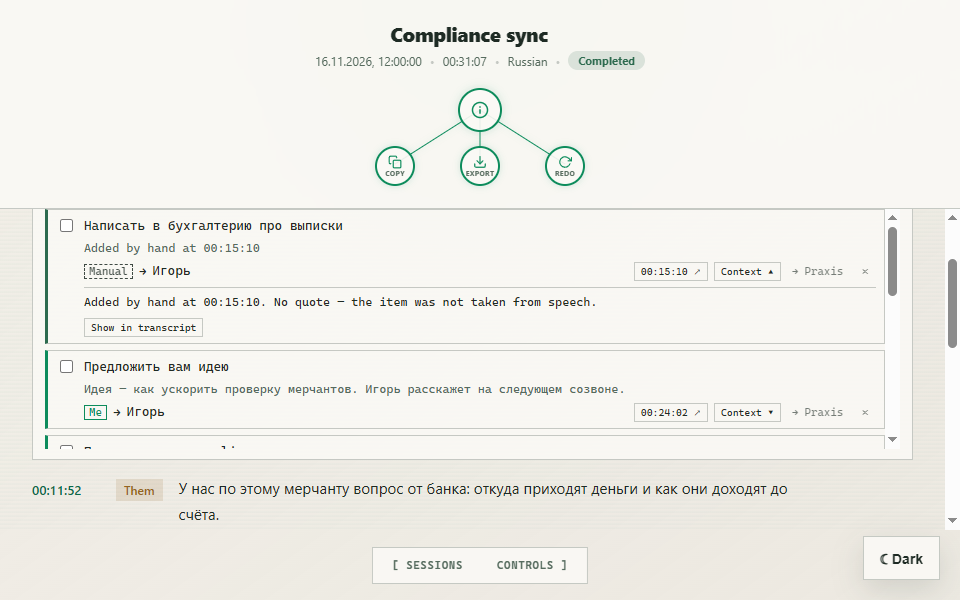 Compliance sync
16.11.2026, 12:00:00 • 00:31:07 • Russian • Completed
COPY
EXPORT
REDO
Написать в бухгалтерию про выписки
Added by hand at 00:15:10
Manual → Игорь
00:15:10 ↗ Context ▴ → Praxis ×
Added by hand at 00:15:10. No quote — the item was not taken from speech.
Show in transcript
Предложить вам идею
Идея — как ускорить проверку мерчантов. Игорь расскажет на следующем созвоне.
Me → Игорь
00:24:02 ↗ Context ▾ → Praxis ×
00:11:52 Them У нас по этому мерчанту вопрос от банка: откуда приходят деньги и как они доходят до
счёта.
[ SESSIONS CONTROLS ]
☾ Dark